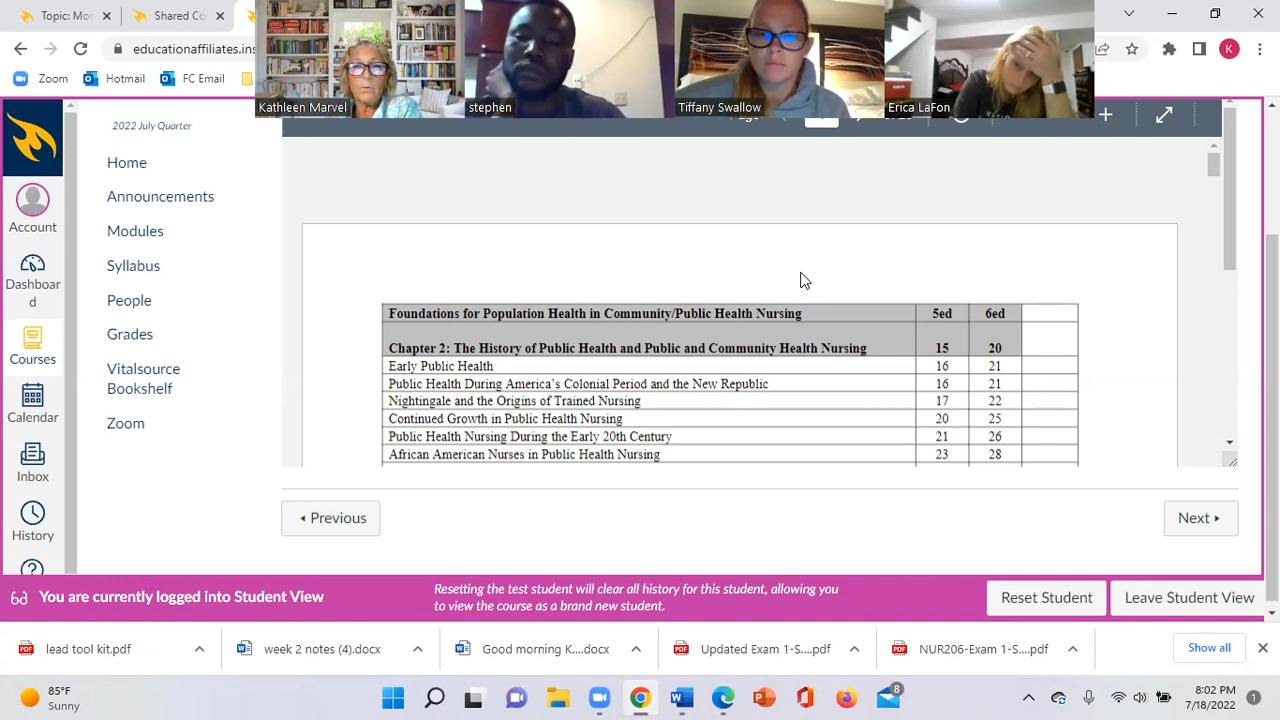 Topic: Mor
Shared Co
educationaffiliates.ins
K
Zoom
Hotmail
FC Email
Kathleen Marvel
stephen
Tiffany Swallow
Erica LaFon
2022 July Quarter
Home
Announcements
Modules
Syllabus
People
Grades
Vitalsource
Bookshelf
Zoom
Account
Dashboar
d
Courses
Calendar
Inbox
History
Foundations for Population Health in Community/Public Health Nursing 5ed 6ed
Chapter 2: The History of Public Health and Public and Community Health Nursing 15 20
Early Public Health 16 21
Public Health During America's Colonial Period and the New Republic 16 21
Nightingale and the Origins of Trained Nursing 17 22
Continued Growth in Public Health Nursing 20 25
Public Health Nursing During the Early 20th Century 21 26
African American Nurses in Public Health Nursing 23 28
Previous
Next
You are currently logged into Student View
Resetting the test student will clear all history for this student, allowing you
to view the course as a brand new student.
Reset Student
Leave Student View
lead tool kit.pdf
week 2 notes (4).docx
Good morning K....docx
Updated Exam 1-S....pdf
NUR206-Exam 1-S....pdf
Show all
85°F
Sunny
8
8:02 PM
7/18/2022
1